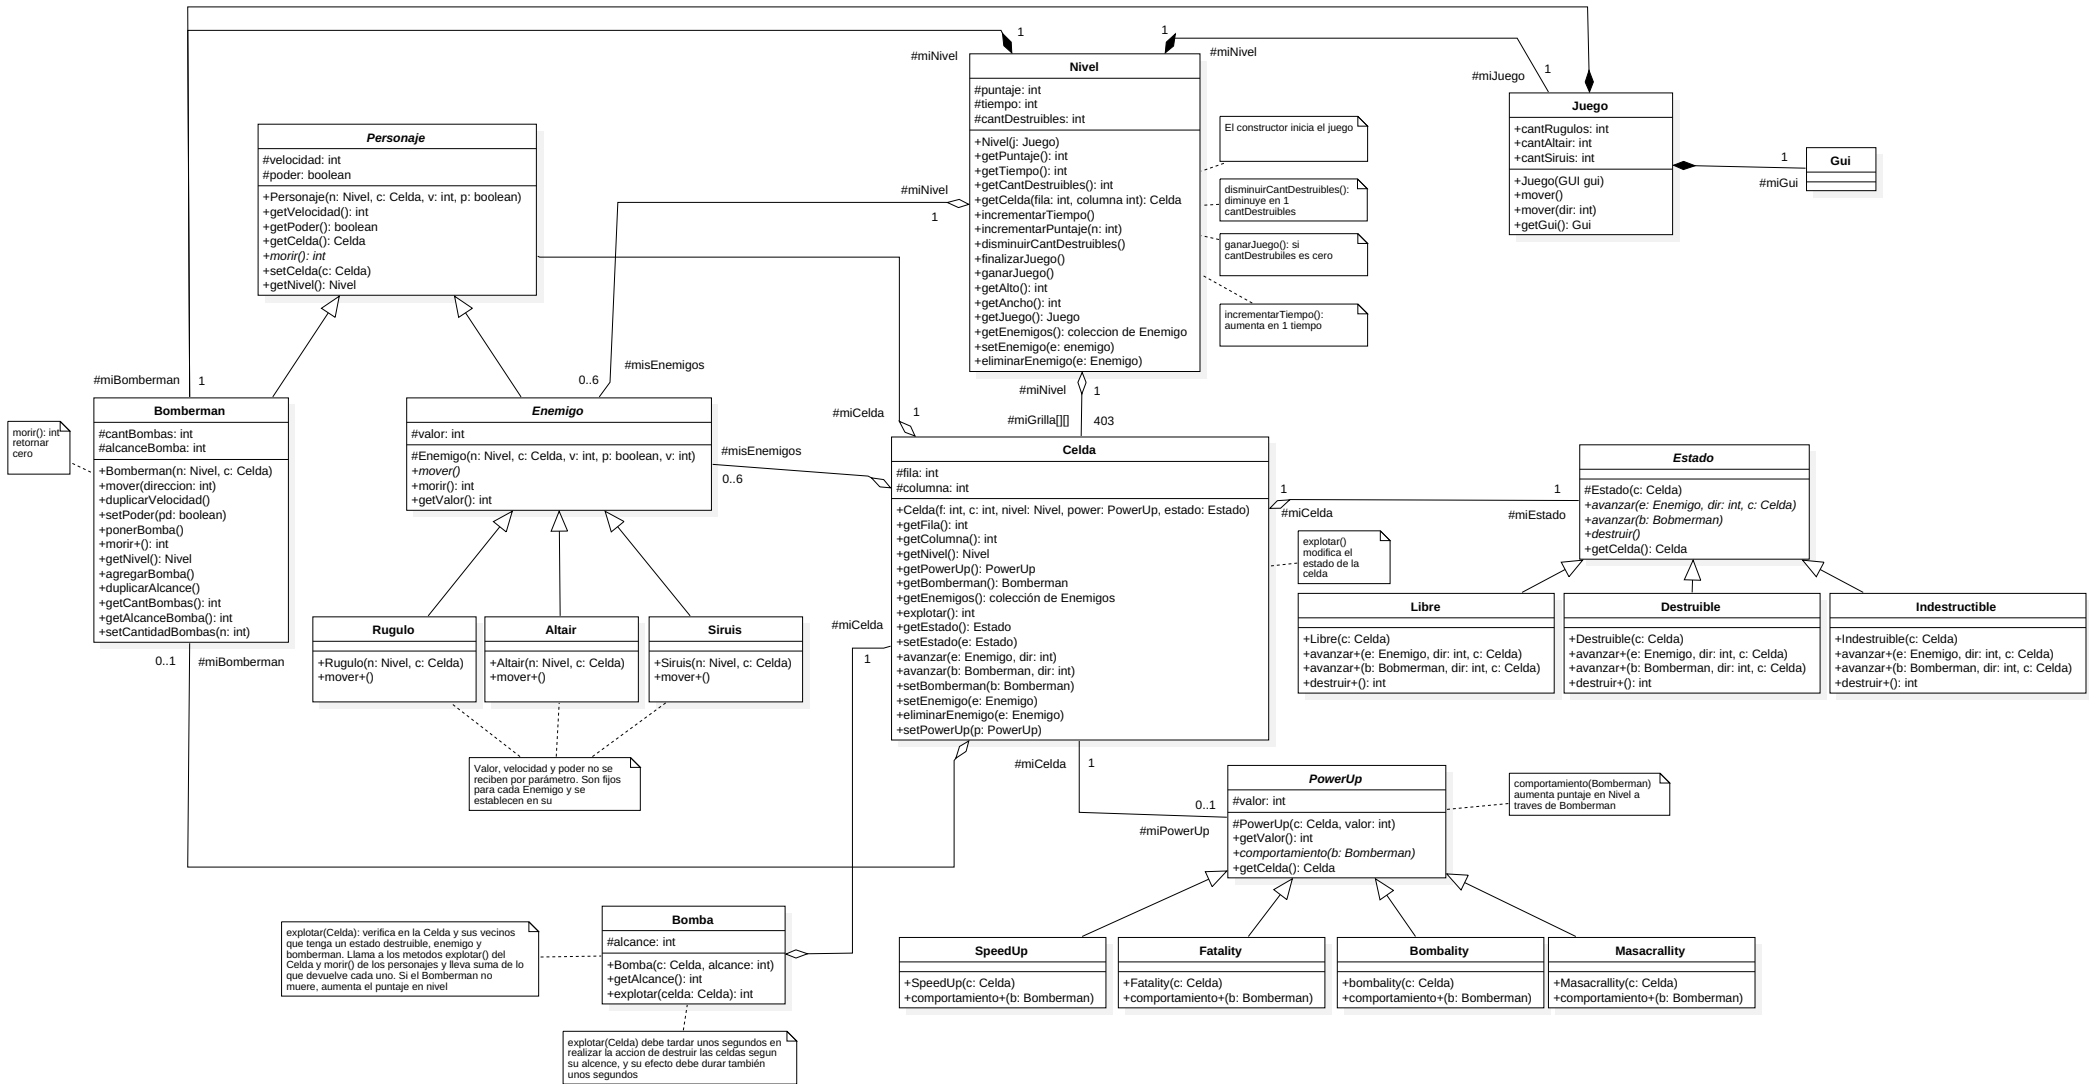 1
#miNivel
1
#miNivel
#miJuego
1
Nivel
#puntaje: int
#tiempo: int
#cantDestruibles: int
+Nivel(j: Juego)
+getPuntaje(): int
+getTiempo(): int
+getCantDestruibles(): int
+getCelda(fila: int, columna int): Celda
+incrementarTiempo()
+incrementarPuntaje(n: int)
+disminuirCantDestruibles()
+finalizarJuego()
+ganarJuego()
+getAlto(): int
+getAncho(): int
+getJuego(): Juego
+getEnemigos(): coleccion de Enemigo
+setEnemigo(e: enemigo)
+eliminarEnemigo(e: Enemigo)
El constructor inicia el juego
disminuirCantDestruibles():
diminuye en 1
cantDestruibles
ganarJuego(): si
cantDestrubiles es cero
incrementarTiempo():
aumenta en 1 tiempo
Juego
+cantRugulos: int
+cantAltair: int
+cantSiruis: int
+Juego(GUI gui)
+mover()
+mover(dir: int)
+getGui(): Gui
1
#miGui
Gui
Personaje
#velocidad: int
#poder: boolean
+Personaje(n: Nivel, c: Celda, v: int, p: boolean)
+getVelocidad(): int
+getPoder(): boolean
+getCelda(): Celda
+morir(): int
+setCelda(c: Celda)
+getNivel(): Nivel
#miNivel
1
#misEnemigos
0..6
#miBomberman
1
Bomberman
#cantBombas: int
#alcanceBomba: int
+Bomberman(n: Nivel, c: Celda)
+mover(direccion: int)
+duplicarVelocidad()
+setPoder(pd: boolean)
+ponerBomba()
+morir+(): int
+getNivel(): Nivel
+agregarBomba()
+duplicarAlcance()
+getCantBombas(): int
+getAlcanceBomba(): int
+setCantidadBombas(n: int)
morir(): int
retornar
cero
0..1
#miBomberman
Enemigo
#valor: int
#Enemigo(n: Nivel, c: Celda, v: int, p: boolean, v: int)
+mover()
+morir(): int
+getValor(): int
#misEnemigos
0..6
#miCelda
1
#miNivel
1
#miGrilla[][]
403
Rugulo
+Rugulo(n: Nivel, c: Celda)
+mover+()
Altair
+Altair(n: Nivel, c: Celda)
+mover+()
Siruis
+Siruis(n: Nivel, c: Celda)
+mover+()
Valor, velocidad y poder no se
reciben por parámetro. Son fijos
para cada Enemigo y se
establecen en su
Celda
#fila: int
#columna: int
+Celda(f: int, c: int, nivel: Nivel, power: PowerUp, estado: Estado)
+getFila(): int
+getColumna(): int
+getNivel(): Nivel
+getPowerUp(): PowerUp
+getBomberman(): Bomberman
+getEnemigos(): colección de Enemigos
+explotar(): int
+getEstado(): Estado
+setEstado(e: Estado)
+avanzar(e: Enemigo, dir: int)
+avanzar(b: Bomberman, dir: int)
+setBomberman(b: Bomberman)
+setEnemigo(e: Enemigo)
+eliminarEnemigo(e: Enemigo)
+setPowerUp(p: PowerUp)
#miCelda
1
1
#miCelda
1
#miEstado
explotar()
modifica el
estado de la
celda
Estado
#Estado(c: Celda)
+avanzar(e: Enemigo, dir: int, c: Celda)
+avanzar(b: Bobmerman)
+destruir()
+getCelda(): Celda
Libre
+Libre(c: Celda)
+avanzar+(e: Enemigo, dir: int, c: Celda)
+avanzar+(b: Bobmerman, dir: int, c: Celda)
+destruir+(): int
Destruible
+Destruible(c: Celda)
+avanzar+(e: Enemigo, dir: int, c: Celda)
+avanzar+(b: Bomberman, dir: int, c: Celda)
+destruir+(): int
Indestructible
+Indestruible(c: Celda)
+avanzar+(e: Enemigo, dir: int, c: Celda)
+avanzar+(b: Bomberman, dir: int, c: Celda)
+destruir+(): int
#miCelda
1
0..1
#miPowerUp
PowerUp
#valor: int
#PowerUp(c: Celda, valor: int)
+getValor(): int
+comportamiento(b: Bomberman)
+getCelda(): Celda
comportamiento(Bomberman)
aumenta puntaje en Nivel a
traves de Bomberman
SpeedUp
+SpeedUp(c: Celda)
+comportamiento+(b: Bomberman)
Fatality
+Fatality(c: Celda)
+comportamiento+(b: Bomberman)
Bombality
+bombality(c: Celda)
+comportamiento+(b: Bomberman)
Masacrallity
+Masacrallity(c: Celda)
+comportamiento+(b: Bomberman)
Bomba
#alcance: int
+Bomba(c: Celda, alcance: int)
+getAlcance(): int
+explotar(celda: Celda): int
explotar(Celda): verifica en la Celda y sus vecinos
que tenga un estado destruible, enemigo y
bomberman. Llama a los metodos explotar() del
Celda y morir() de los personajes y lleva suma de lo
que devuelve cada uno. Si el Bomberman no
muere, aumenta el puntaje en nivel
explotar(Celda) debe tardar unos segundos en
realizar la accion de destruir las celdas segun
su alcence, y su efecto debe durar también
unos segundos